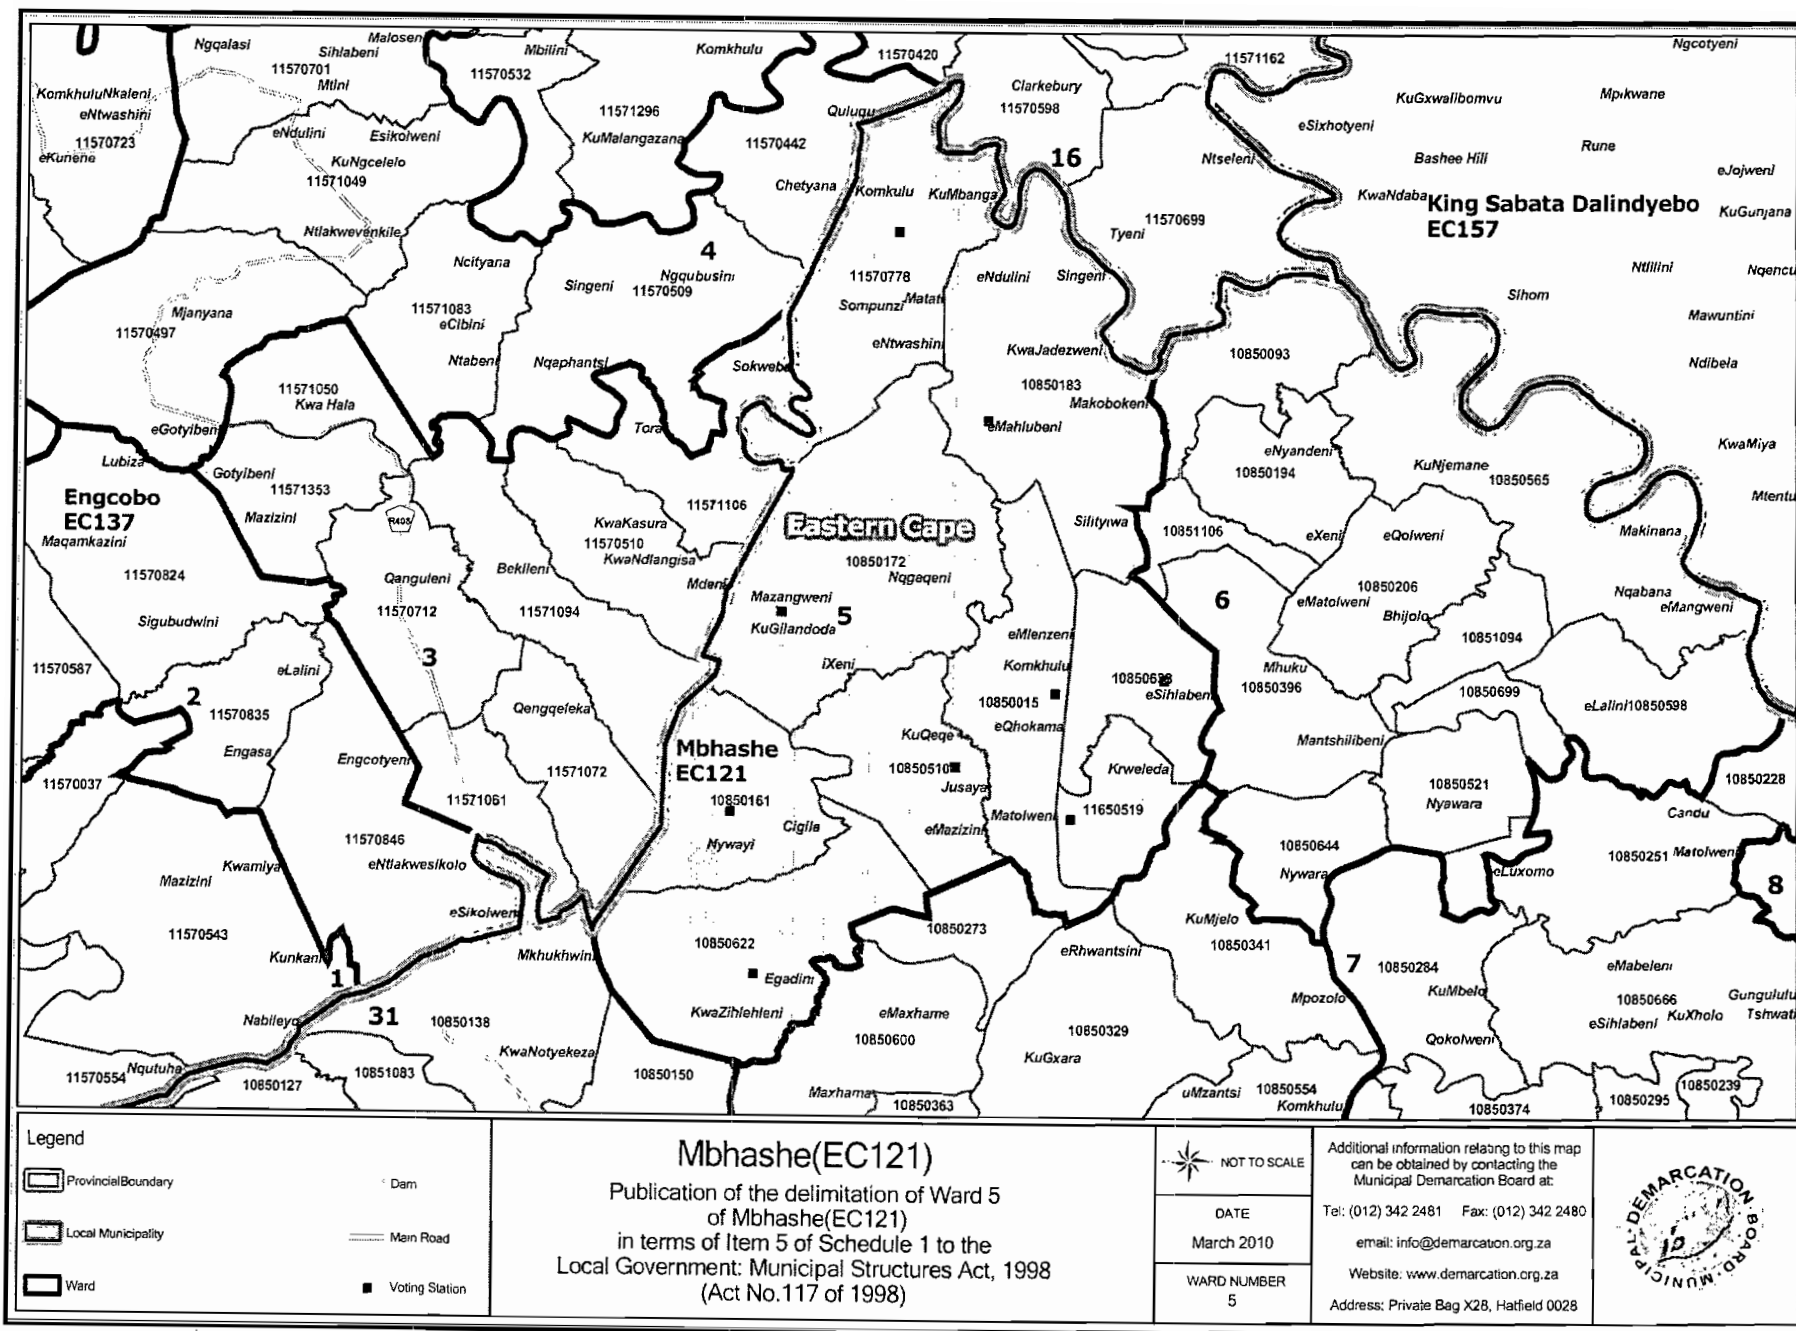 Ngqalasi
Malosen
Sihlabeni
11570701
Mtini
Mbilini
11570532
Komkhulu
11570420
Clarkebury
11570598
11571162
Ngcotyeni
KomkhuluNkaleni
eNtwashini
11570723
eKunene
eNdulini
Esikolweni
KuNgcelelo
11571049
11571296
KuMalangazana
11570442
Quluqu
16
KuGxwalibomvu
Mpikwane
eSixhotyeni
Rune
Bashee Hill
eJojweni
Ntseleni
Chetyana
Komkulu
KuMbanga
KwaNdaba
King Sabata Dalindyebo
EC157
KuGunjana
11570699
Tyeni
Ntlakwevenkile
4
Ncityana
Ngqubusini
11570509
Singeni
11570778
eNdulini
Singeni
Ntlilini
Nqencu
Mjanyana
11570497
11571083
eCibini
Sompunzi
Matati
Sihom
Mawuntini
Ntabeni
Nqaphantsi
Sokweba
eNtwashini
KwaJadezweni
10850093
Ndibela
11571050
Kwa Hala
10850183
Makobokeni
eGotyibeni
Tora
eMahlubeni
KwaMiya
Lubiza
Gotyibeni
11571353
Mazizini
eNyandeni
10850194
KuNjemane
10850565
Mtentu
Engcobo
EC137
Maqamkazini
R408
11571106
KwaKasura
11570510
KwaNdlangisa
Eastern Cape
Silityiwa
10851106
eXeni
eQolweni
Makinana
11570824
Qanguleni
Bekileni
Mdeni
10850172
Nqgeqeni
10850206
Nqabana
eMangweni
Sigubudwini
11570712
11571094
Mazangweni
KuGilandoda
5
6
eMatolweni
Bhijolo
10851094
eMlenzeni
11570587
eLalini
3
iXeni
Komkhulu
10850015
eQhokama
eSihlabeni
Mhuku
10850396
10850699
eLalini10850598
2
11570835
Qengqeleka
Engasa
Engcotyeni
Mbhashe
EC121
KuQeqe
Mantshilibeni
11570037
11571072
10850510
Krweleda
10850521
Nyawara
10850228
11571061
10850161
Jusaya
11650519
Matolweni
Candu
Cigila
eMazizini
11570846
eNtlakwesikolo
Nywayi
10850644
Nywara
10850251
Matolweni
Kwamiya
Mazizini
eLuxomo
8
eSikolweni
11570543
KuMjelo
10850341
10850622
10850273
eRhwantsini
Kunkani
Mkhukhwini
1
Egadini
7
10850284
eMabeleni
KuMbelo
Mpozolo
10850666
Gungululu
KuXholo
Tshwati
eSihlabeni
Nabileyo
31
10850138
KwaZihlehleni
eMaxhame
10850600
10850329
Qokolweni
KwaNotyekeza
KuGxara
Nqutuha
11570554
10850127
10851083
10850150
Maxhama
10850363
uMzantsi
10850554
Komkhulu
10850374
10850295
10850239
Legend
ProvincialBoundary
Local Municipality
Ward
Dam
Main Road
Voting Station
Mbhashe(EC121)
Publication of the delimitation of Ward 5
of Mbhashe(EC121)
in terms of Item 5 of Schedule 1 to the
Local Government: Municipal Structures Act, 1998
(Act No.117 of 1998)
NOT TO SCALE
DATE
March 2010
WARD NUMBER
5
Additional information relating to this map
can be obtained by contacting the
Municipal Demarcation Board at:
Tel: (012) 342 2481 Fax: (012) 342 2480
email: info@demarcation.org.za
Website: www.demarcation.org.za
Address: Private Bag X28, Hatfield 0028
MUNICIPAL DEMARCATION BOARD